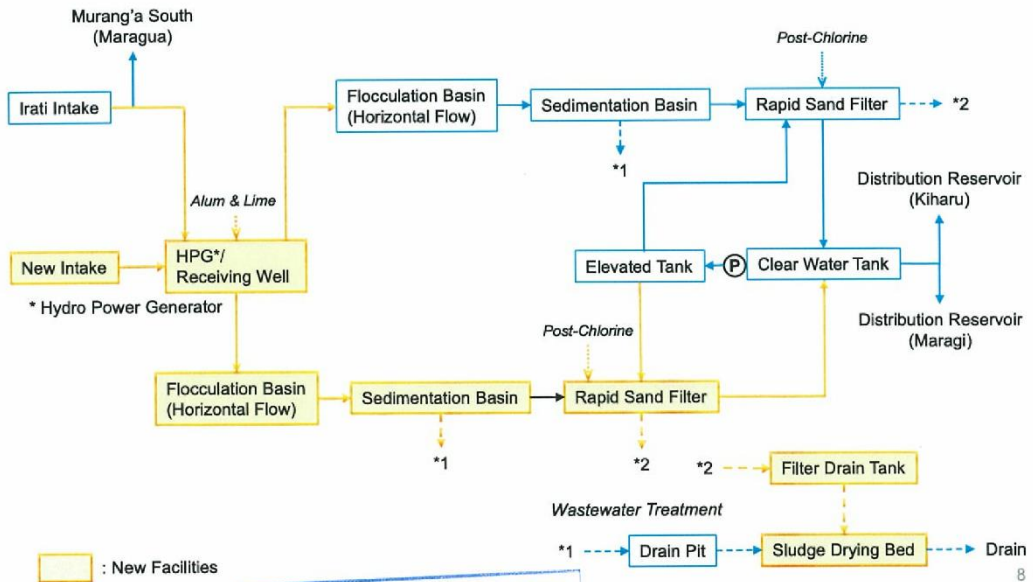 Murang'a South
(Maragua)
Post-Chlorine
Irati Intake
Flocculation Basin
(Horizontal Flow)
Sedimentation Basin
Rapid Sand Filter
*2
*1
Alum & Lime
Distribution Reservoir
(Kiharu)
New Intake
HPG*/
Receiving Well
Elevated Tank
P
Clear Water Tank
* Hydro Power Generator
Distribution Reservoir
(Maragi)
Post-Chlorine
Flocculation Basin
(Horizontal Flow)
Sedimentation Basin
Rapid Sand Filter
*1
*2
*2
Filter Drain Tank
Wastewater Treatment
*1
Drain Pit
Sludge Drying Bed
Drain
: New Facilities
8